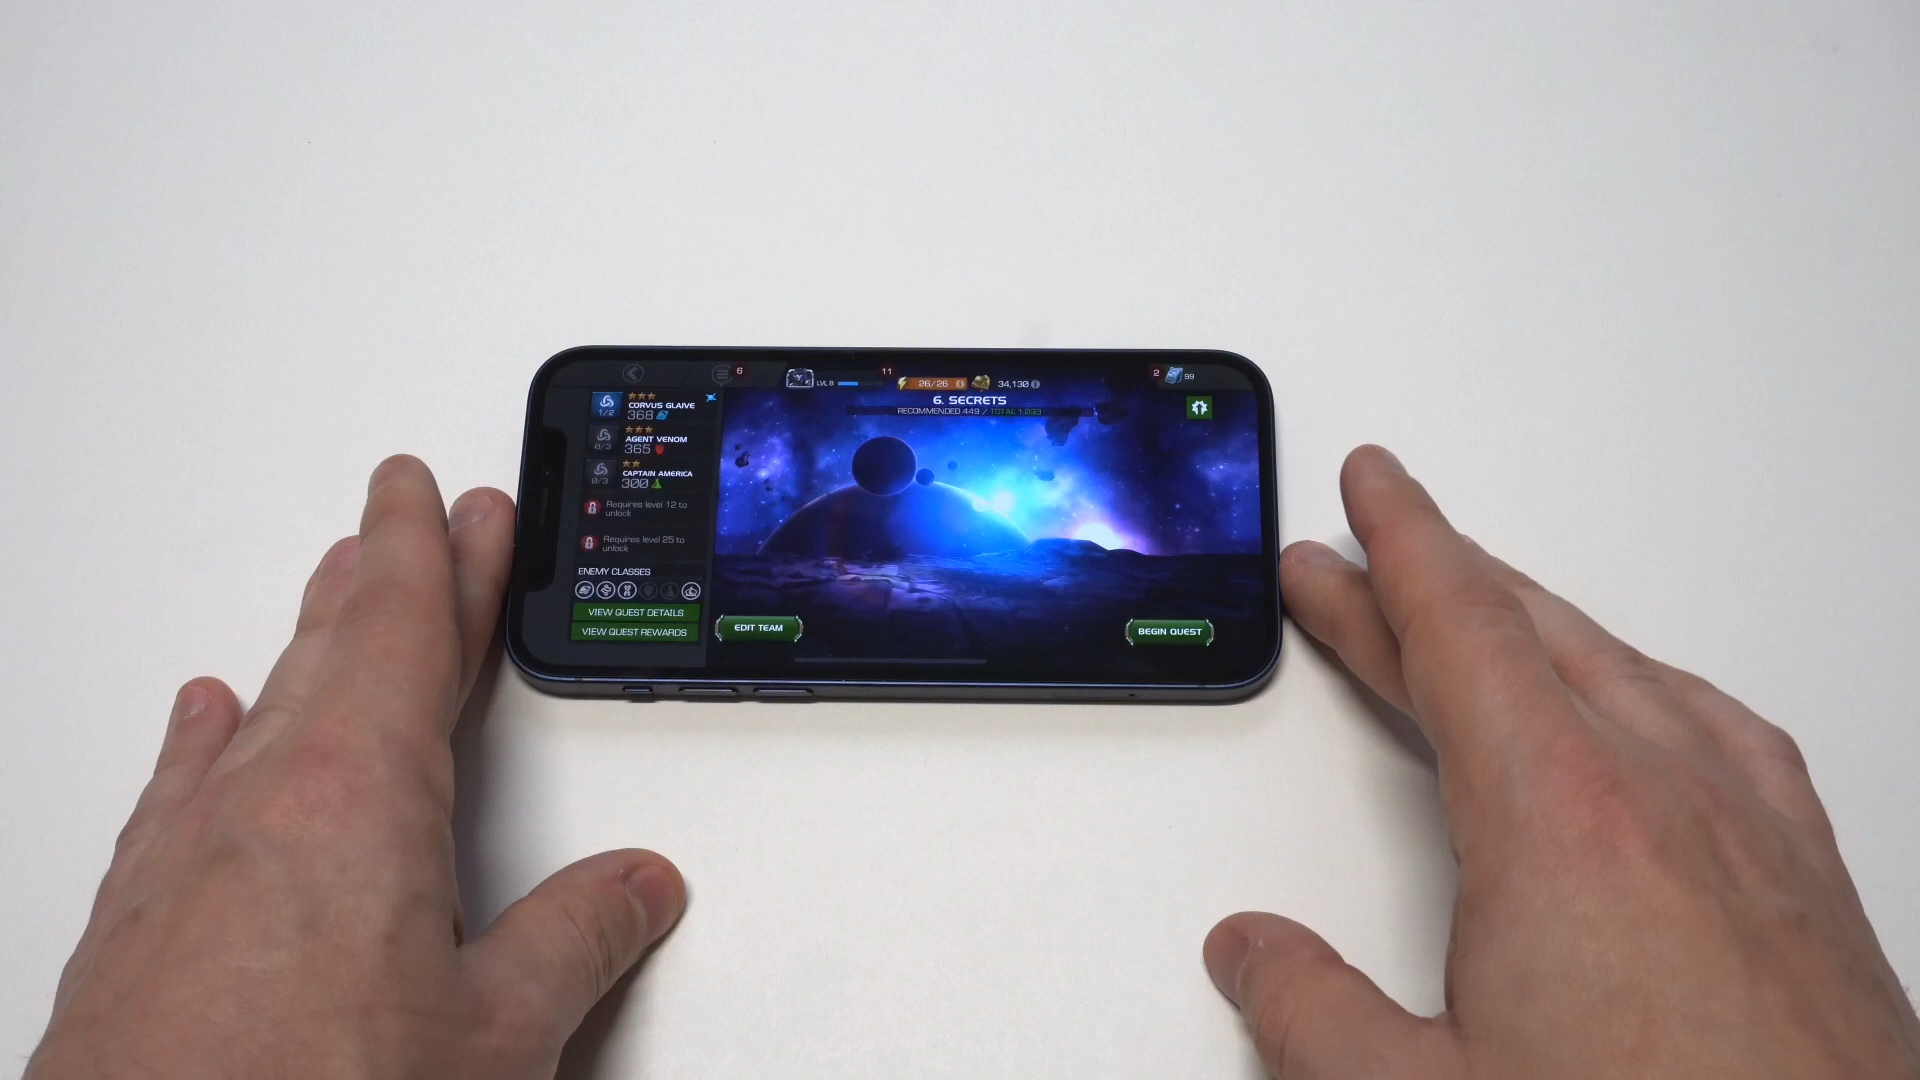 6
LVL 8
11
26/26
34,130
2
99
6. SECRETS
RECOMMENDED 449 / TOTAL 1,033
1/2
CORVUS GLAIVE
368
0/3
AGENT VENOM
365
0/3
CAPTAIN AMERICA
300
Requires level 12 to
unlock
Requires level 25 to
unlock
ENEMY CLASSES
VIEW QUEST DETAILS
VIEW QUEST REWARDS
EDIT TEAM
BEGIN QUEST